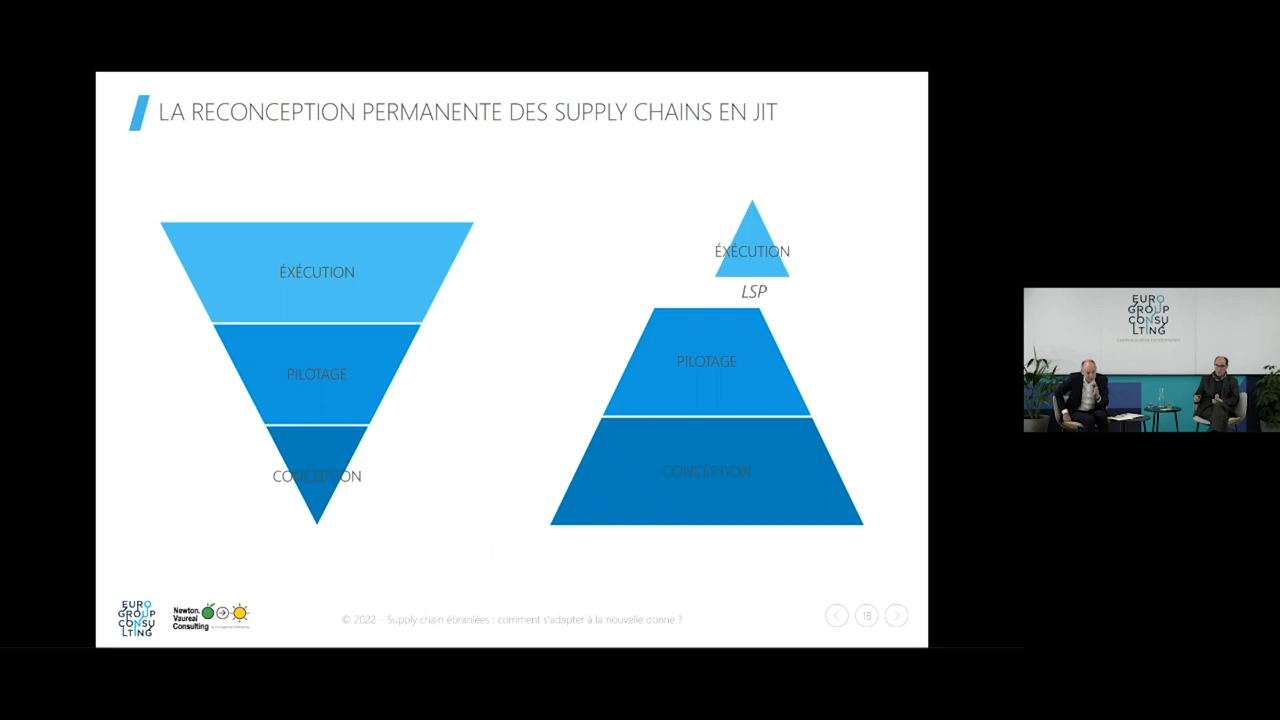 LA RECONCEPTION PERMANENTE DES SUPPLY CHAINS EN JIT
ÉXÉCUTION
PILOTAGE
CONCEPTION
ÉXÉCUTION
LSP
PILOTAGE
CONCEPTION
EURO
GROUP
CONSU
LTING
Newton.
Vaureal
Consulting
© 2022 – Supply chain ébranlées : comment s'adapter à la nouvelle donne ?
18
EURO
GROUP
CONSU
LTING